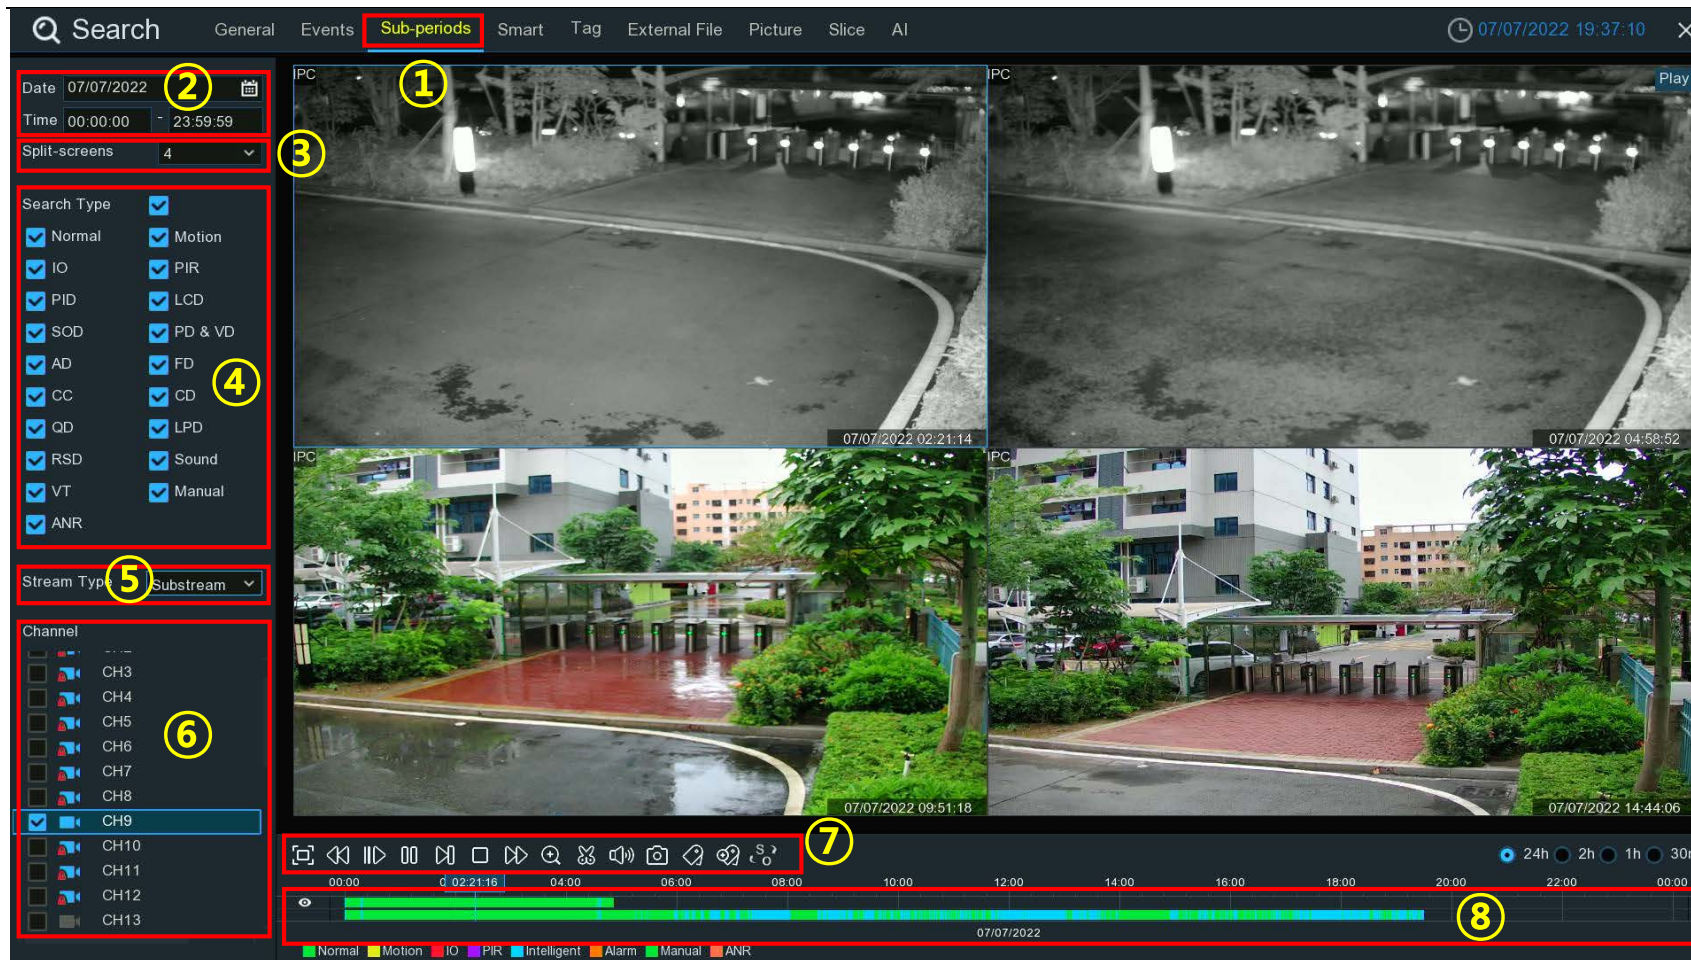 Search General Events Sub-periods Smart Tag External File Picture Slice AI 07/07/2022 19:37:10
①
Date 07/07/2022 ②
Time 00:00:00 - 23:59:59
Split-screens 4 ③
Search Type
Normal Motion
IO PIR
PID LCD
SOD PD & VD
AD FD
④
CC CD
QD LPD
RSD Sound
VT Manual
ANR
Stream Type ⑤ Substream
Channel
CH3
CH4
CH5
CH6
⑥
CH7
CH8
CH9
CH10
CH11
CH12
CH13
IPC
07/07/2022 02:21:14
IPC
Play
07/07/2022 04:58:52
IPC
07/07/2022 09:51:18
IPC
07/07/2022 14:44:06
⑦
24h 2h 1h 30m
00:00 02:21:16 04:00 06:00 08:00 10:00 12:00 14:00 16:00 18:00 20:00 22:00 00:00
⑧
07/07/2022
Normal Motion IO PIR Intelligent Alarm Manual ANR